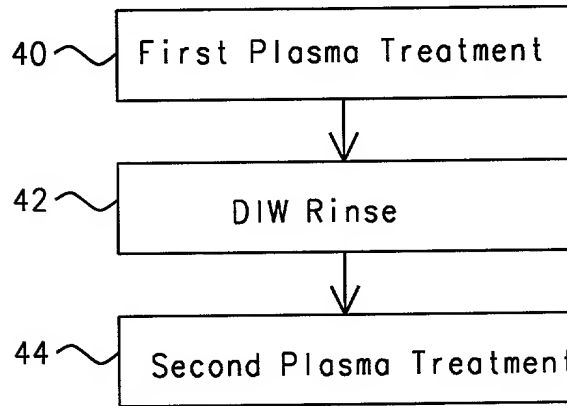 40 First Plasma Treatment
42 DIW Rinse
44 Second Plasma Treatment